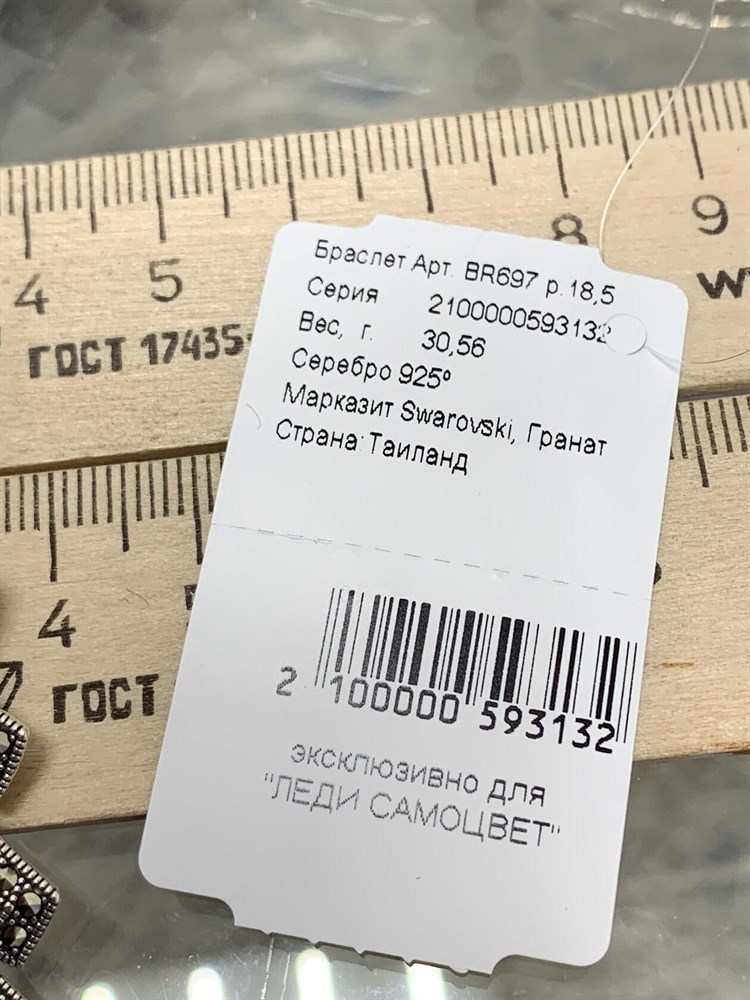 8 9
4 5
W
ГОСТ 17435-
Браслет Арт. BR697 р.18,5
Серия 2100000593132
Вес, г. 30,56
Серебро 925°
Марказит Swarovski, Гранат
Страна Таиланд
4
ГОСТ
2 100000 593132
эксклюзивно для
"ЛЕДИ САМОЦВЕТ"